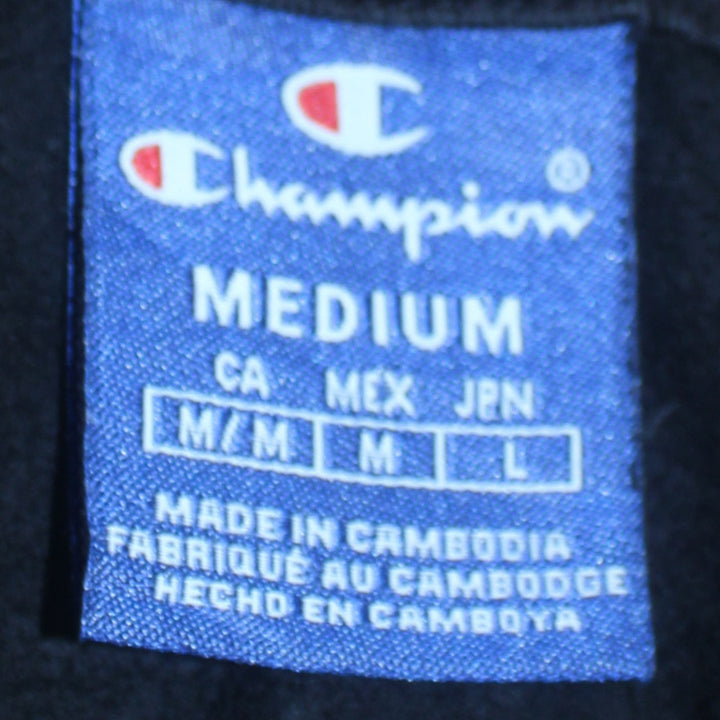 Champion®
MEDIUM
CA MEX JPN
M/M M L
MADE IN CAMBODIA
FABRIQUÉ AU CAMBODGE
HECHO EN CAMBOYA